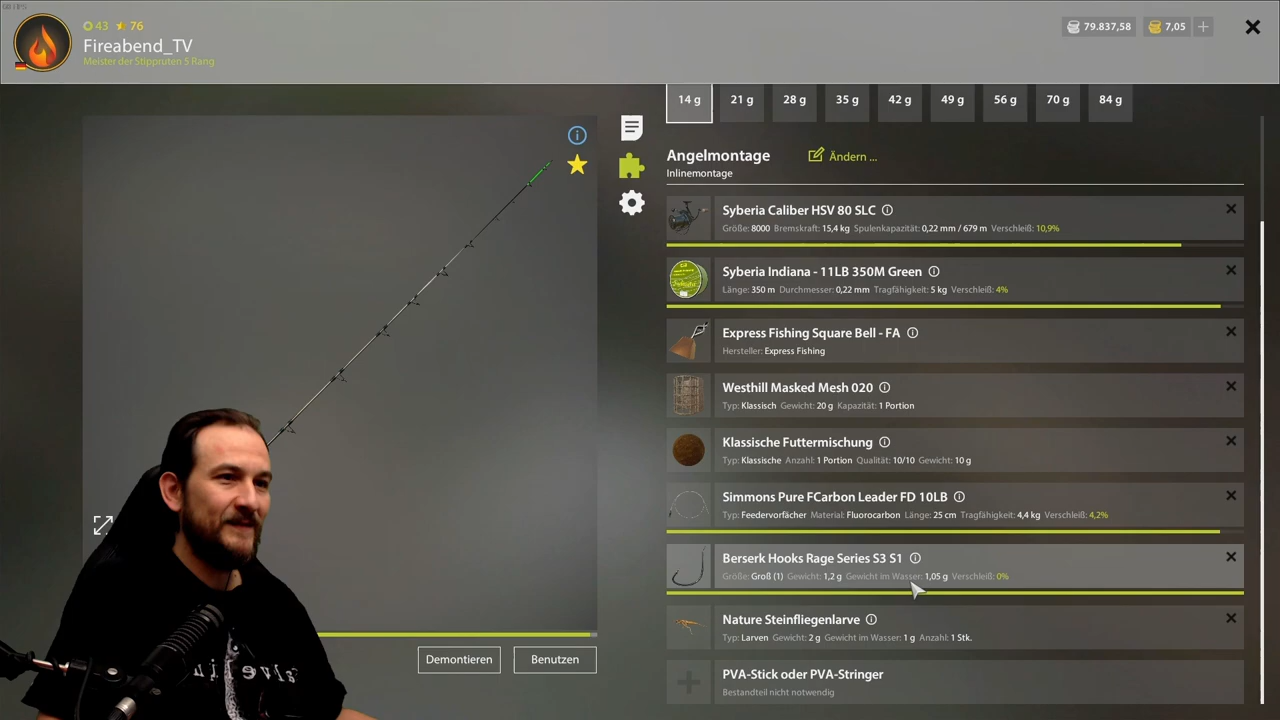 43 76
79.837,58
7,05
Fireabend_TV
Meister der Stippruten 5 Rang
14 g
21 g
28 g
35 g
42 g
49 g
56 g
70 g
84 g
Angelmontage
Ändern ...
Inlinemontage
Syberia Caliber HSV 80 SLC
Größe: 8000 Bremskraft: 15,4 kg Spulenkapazität: 0,22 mm / 679 m Verschleiß: 10,9%
Syberia Indiana - 11LB 350M Green
Länge: 350 m Durchmesser: 0,22 mm Tragfähigkeit: 5 kg Verschleiß: 4%
Express Fishing Square Bell - FA
Hersteller: Express Fishing
Westhill Masked Mesh 020
Typ: Klassisch Gewicht: 20 g Kapazität: 1 Portion
Klassische Futtermischung
Typ: Klassische Anzahl: 1 Portion Qualität: 10/10 Gewicht: 10 g
Simmons Pure FCarbon Leader FD 10LB
Typ: Feedervorfächer Material: Fluorocarbon Länge: 25 cm Tragfähigkeit: 4,4 kg Verschleiß: 4,2%
Berserk Hooks Rage Series S3 S1
Größe: Groß (1) Gewicht: 1,2 g Gewicht im Wasser: 1,05 g Verschleiß: 0%
Nature Steinfliegenlarve
Typ: Larven Gewicht: 2 g Gewicht im Wasser: 1 g Anzahl: 1 Stk.
Demontieren
Benutzen
PVA-Stick oder PVA-Stringer
Bestandteil nicht notwendig